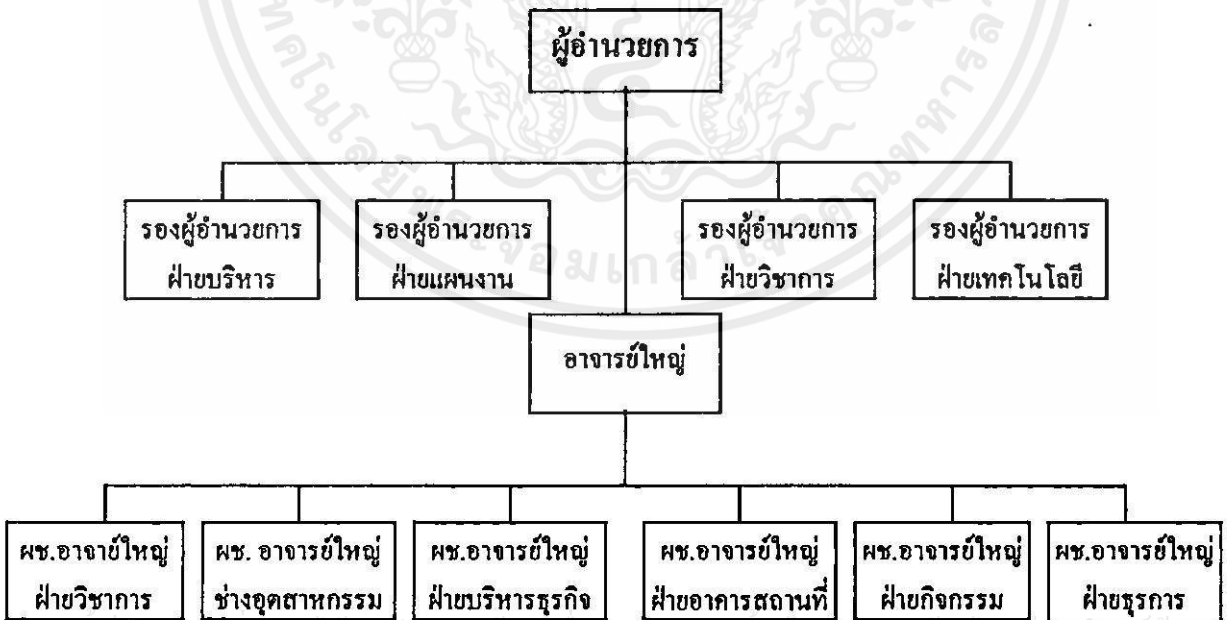 ผู้อำนวยการ
รองผู้อำนวยการ
ฝ่ายบริหาร
รองผู้อำนวยการ
ฝ่ายแผนงาน
รองผู้อำนวยการ
ฝ่ายวิชาการ
รองผู้อำนวยการ
ฝ่ายเทคโนโลยี
อาจารย์ใหญ่
ผช.อาจาย์ใหญ่
ฝ่ายวิชาการ
ผช. อาจารย์ใหญ่
ช่างอุตสาหกรรม
ผช.อาจารย์ใหญ่
ฝ่ายบริหารธุรกิจ
ผช.อาจารย์ใหญ่
ฝ่ายอาคารสถานที่
ผช.อาจารย์ใหญ่
ฝ่ายกิจกรรม
ผช.อาจารย์ใหญ่
ฝ่ายธุรการ